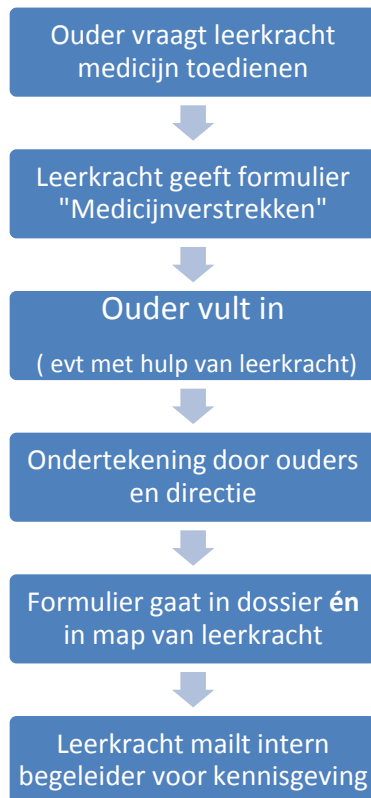 Ouder vraagt leerkracht
medicijn toedienen
Leerkracht geeft formulier
"Medicijnverstrekken"
Ouder vult in
( evt met hulp van leerkracht)
Ondertekening door ouders
en directie
Formulier gaat in dossier én
in map van leerkracht
Leerkracht mailt intern
begeleider voor kennisgeving